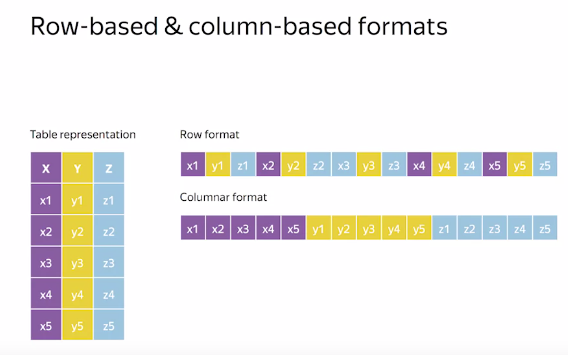 Row-based & column-based formats
Table representation
X Y Z
x1 y1 z1
x2 y2 z2
x3 y3 z3
x4 y4 z4
x5 y5 z5
Row format
x1 y1 z1 x2 y2 z2 x3 y3 z3 x4 y4 z4 x5 y5 z5
Columnar format
x1 x2 x3 x4 x5 y1 y2 y3 y4 y5 z1 z2 z3 z4 z5